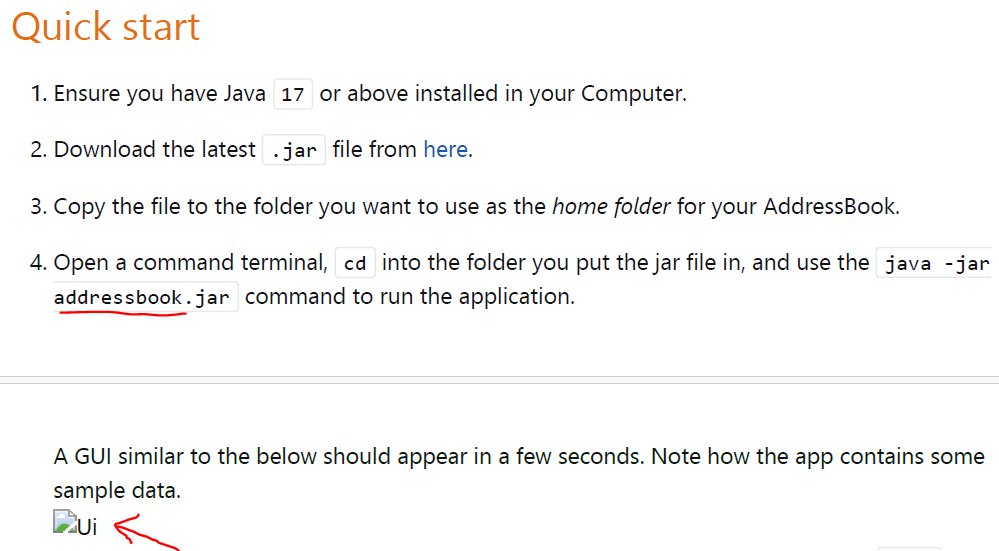 Quick start
1. Ensure you have Java 17 or above installed in your Computer.
2. Download the latest .jar file from here.
3. Copy the file to the folder you want to use as the home folder for your AddressBook.
4. Open a command terminal, cd into the folder you put the jar file in, and use the java -jar
addressbook.jar command to run the application.
A GUI similar to the below should appear in a few seconds. Note how the app contains some
sample data.
Ui